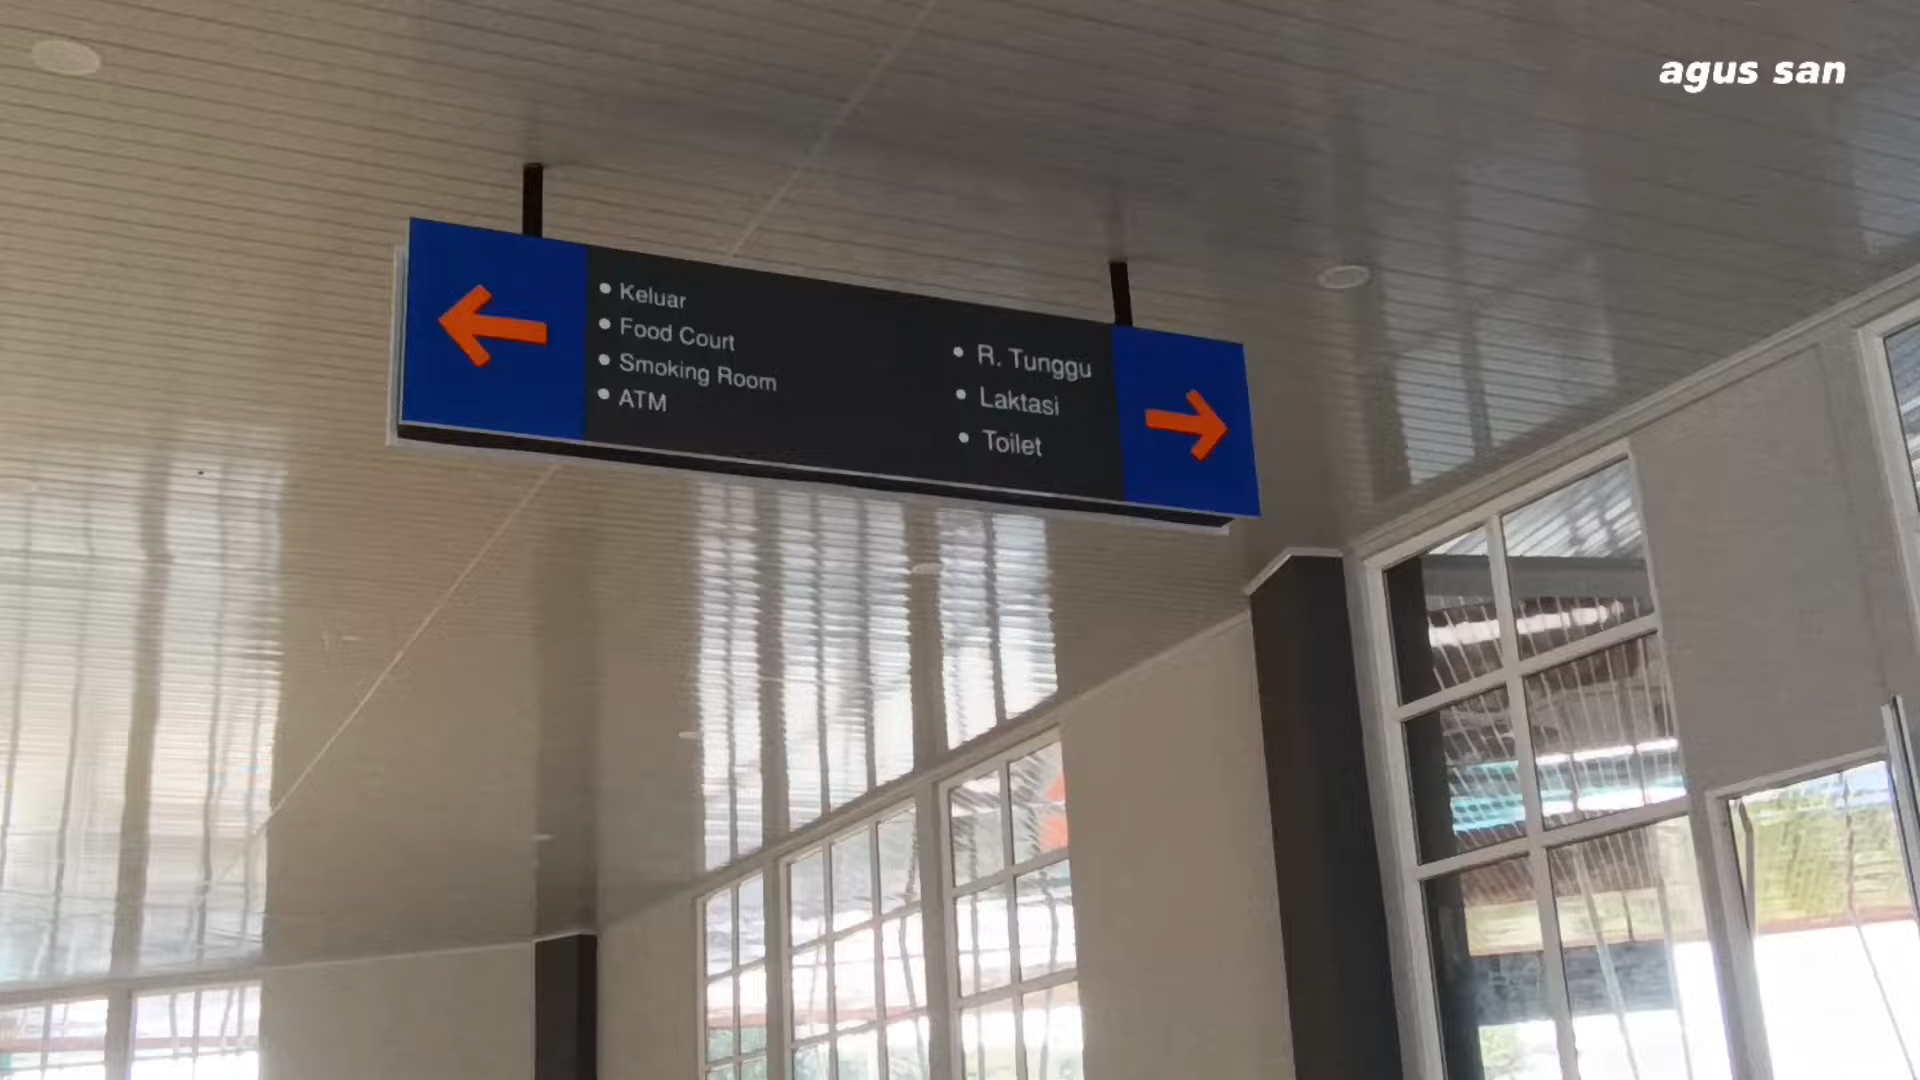 agus san
Keluar
Food Court
Smoking Room
ATM
R. Tunggu
Laktasi
Toilet